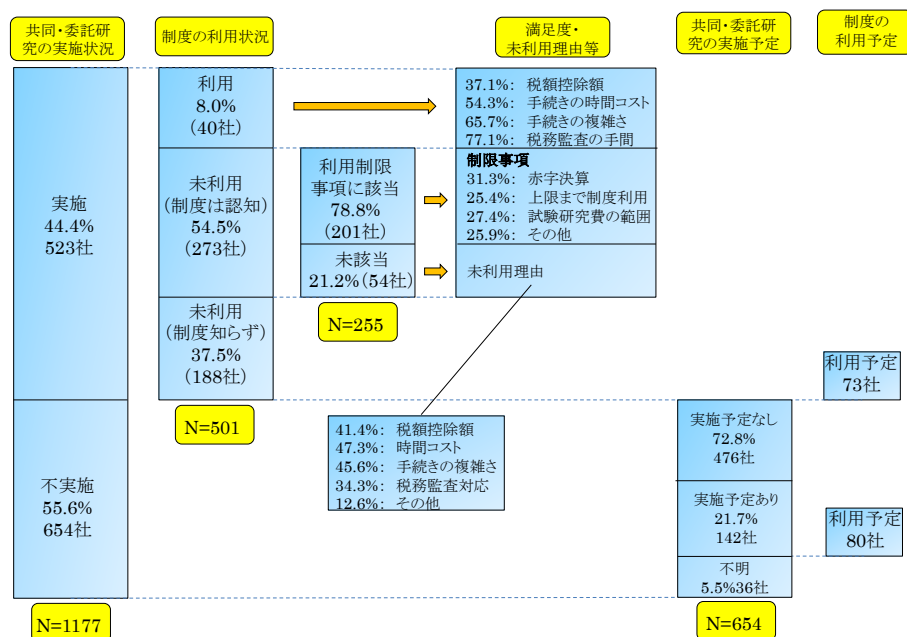 共同・委託研
究の実施状況
制度の利用状況
満足度・
未利用理由等
共同・委託研
究の実施予定
制度の
利用予定
実施
44.4%
523社
不実施
55.6%
654社
N=1177
利用
8.0%
(40社)
未利用
(制度は認知)
54.5%
(273社)
未利用
(制度知らず)
37.5%
(188社)
N=501
利用制限
事項に該当
78.8%
(201社)
未該当
21.2%(54社)
N=255
37.1%: 税額控除額
54.3%: 手続きの時間コスト
65.7%: 手続きの複雑さ
77.1%: 税務監査の手間
制限事項
31.3%: 赤字決算
25.4%: 上限まで制度利用
27.4%: 試験研究費の範囲
25.9%: その他
未利用理由
41.4%: 税額控除額
47.3%: 時間コスト
45.6%: 手続きの複雑さ
34.3%: 税務監査対応
12.6%: その他
実施予定なし
72.8%
476社
実施予定あり
21.7%
142社
不明
5.5%36社
N=654
利用予定
73社
利用予定
80社